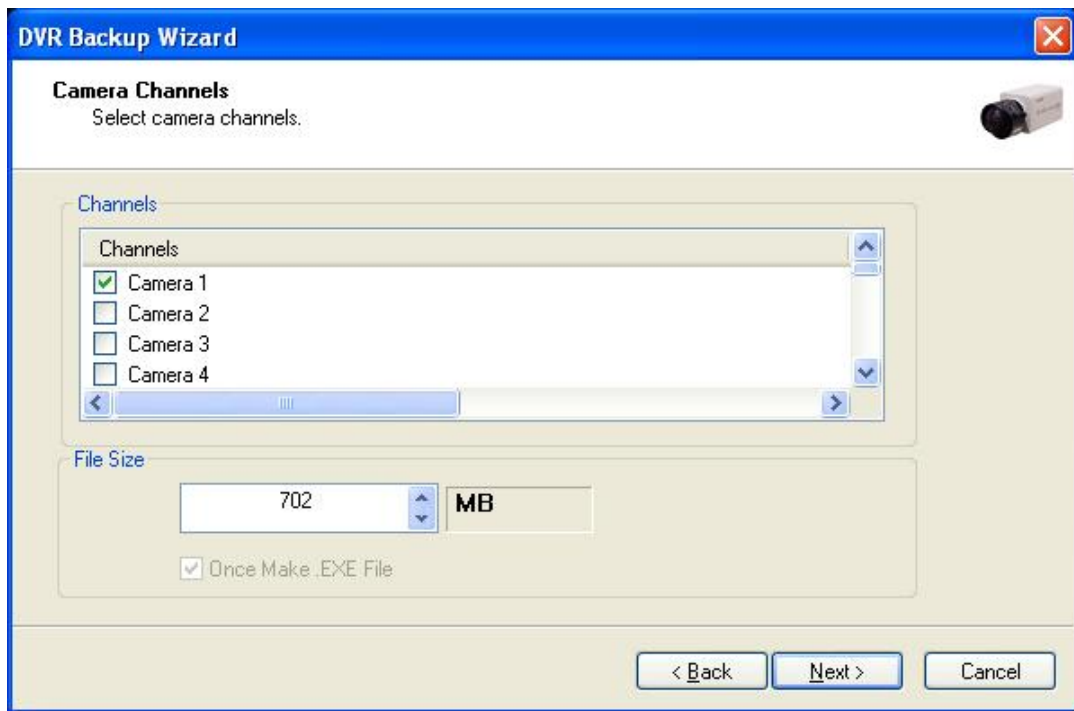 DVR Backup Wizard
Camera Channels
Select camera channels.
Channels
Channels
Camera 1
Camera 2
Camera 3
Camera 4
File Size
702 MB
Once Make .EXE File
< Back Next > Cancel